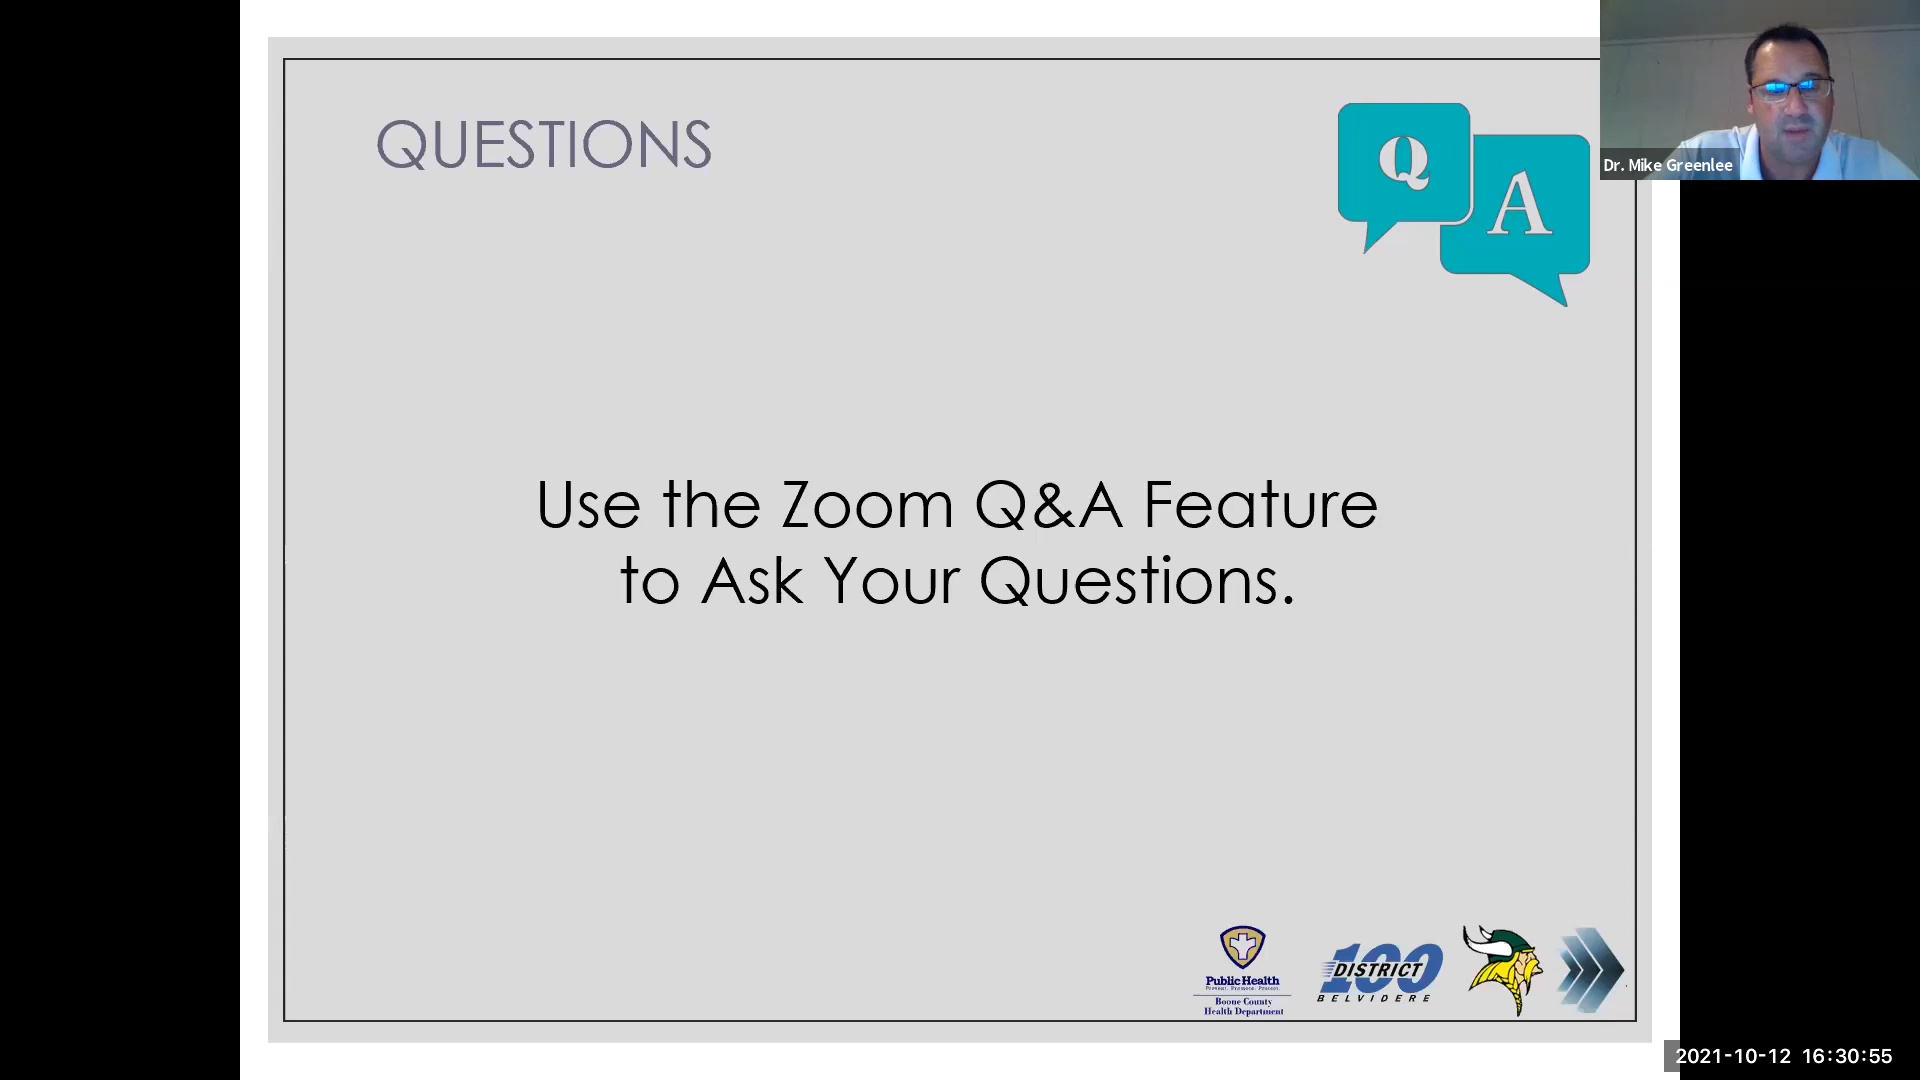 QUESTIONS
Q
A
Dr. Mike Greenlee
Use the Zoom Q&A Feature
to Ask Your Questions.
Public Health
Prevent. Promote. Protect.
Boone County
Health Department
100
DISTRICT
BELVIDERE
2021-10-12 16:30:55